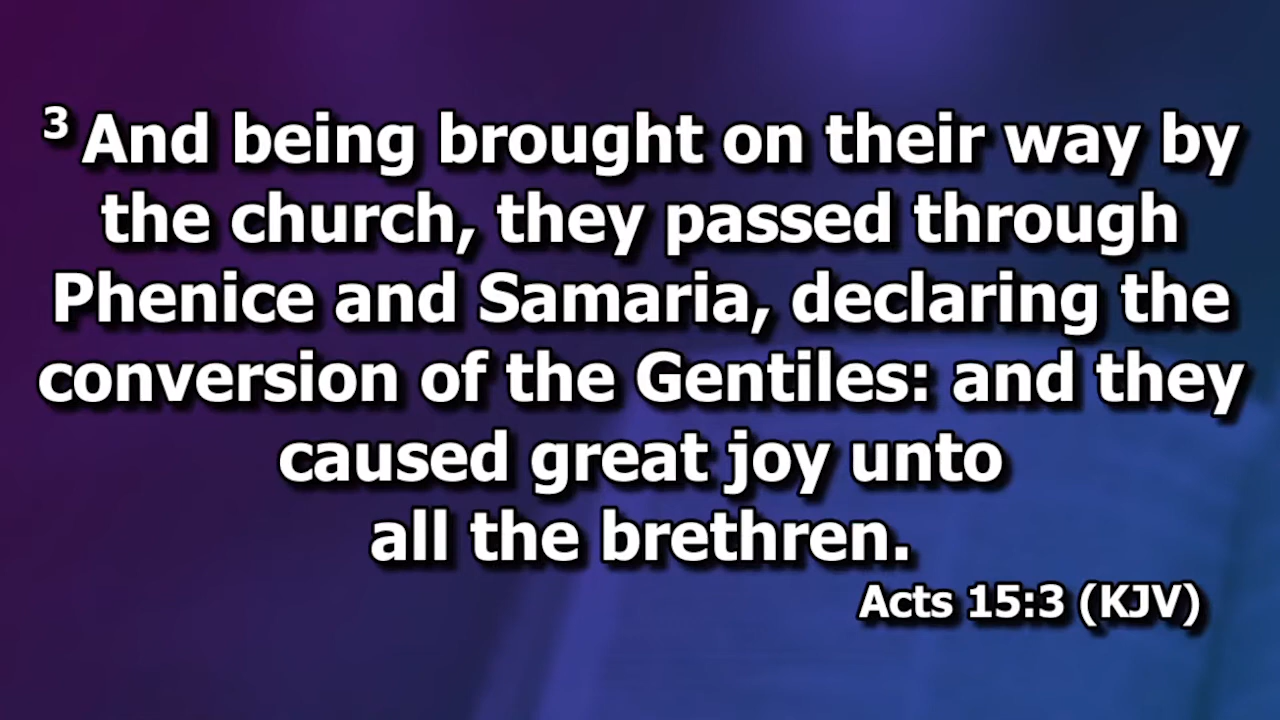 3 And being brought on their way by
the church, they passed through
Phenice and Samaria, declaring the
conversion of the Gentiles: and they
caused great joy unto
all the brethren.
Acts 15:3 (KJV)